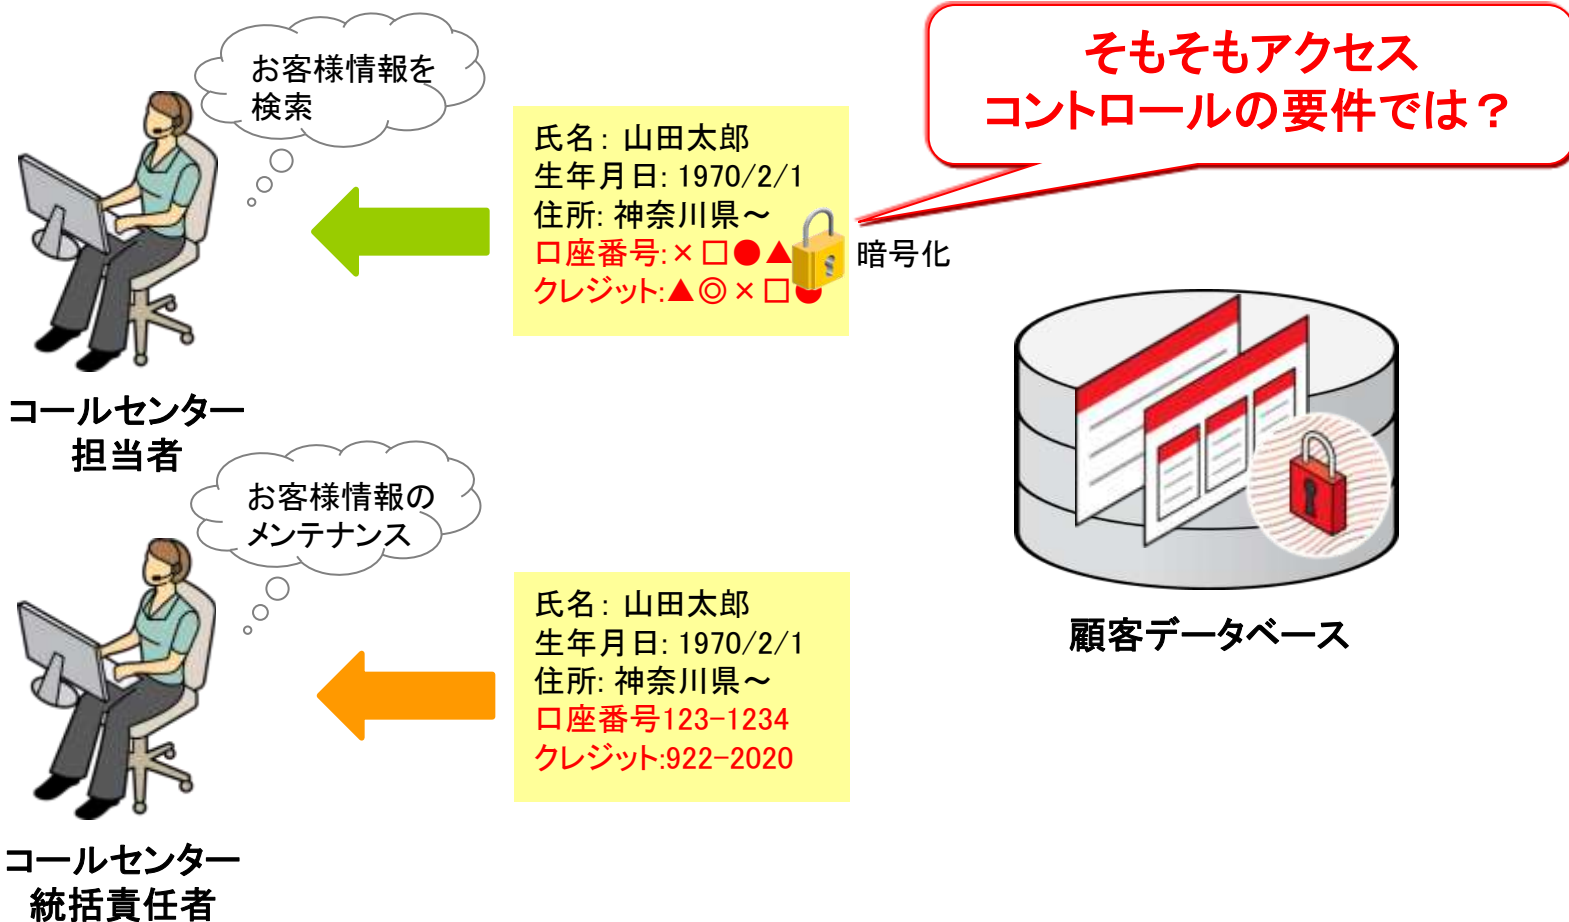 お客様情報を
検索
そもそもアクセス
コントロールの要件では？
氏名： 山田太郎
生年月日: 1970/2/1
住所: 神奈川県～
口座番号:×□●▲
クレジット:▲◎×□●
暗号化
コールセンター
担当者
お客様情報の
メンテナンス
氏名： 山田太郎
生年月日: 1970/2/1
住所: 神奈川県～
口座番号123-1234
クレジット:922-2020
顧客データベース
コールセンター
統括責任者